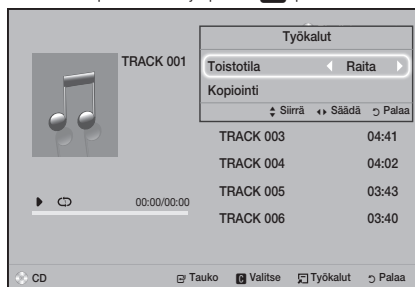 Työkalut
TRACK 001
Toistotila Raita
Kopiointi
Siirrä Säädä Palaa
TRACK 003 04:41
TRACK 004 04:02
TRACK 005 03:43
00:00/00:00
TRACK 006 03:40
CD Tauko C Valitse Työkalut Palaa